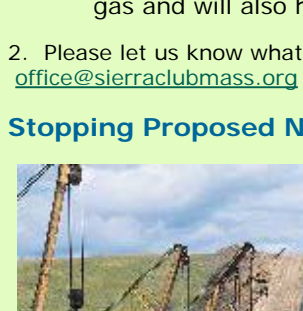 gas and will also h
2. Please let us know what
office@sierraclubmass.org
Stopping Proposed N